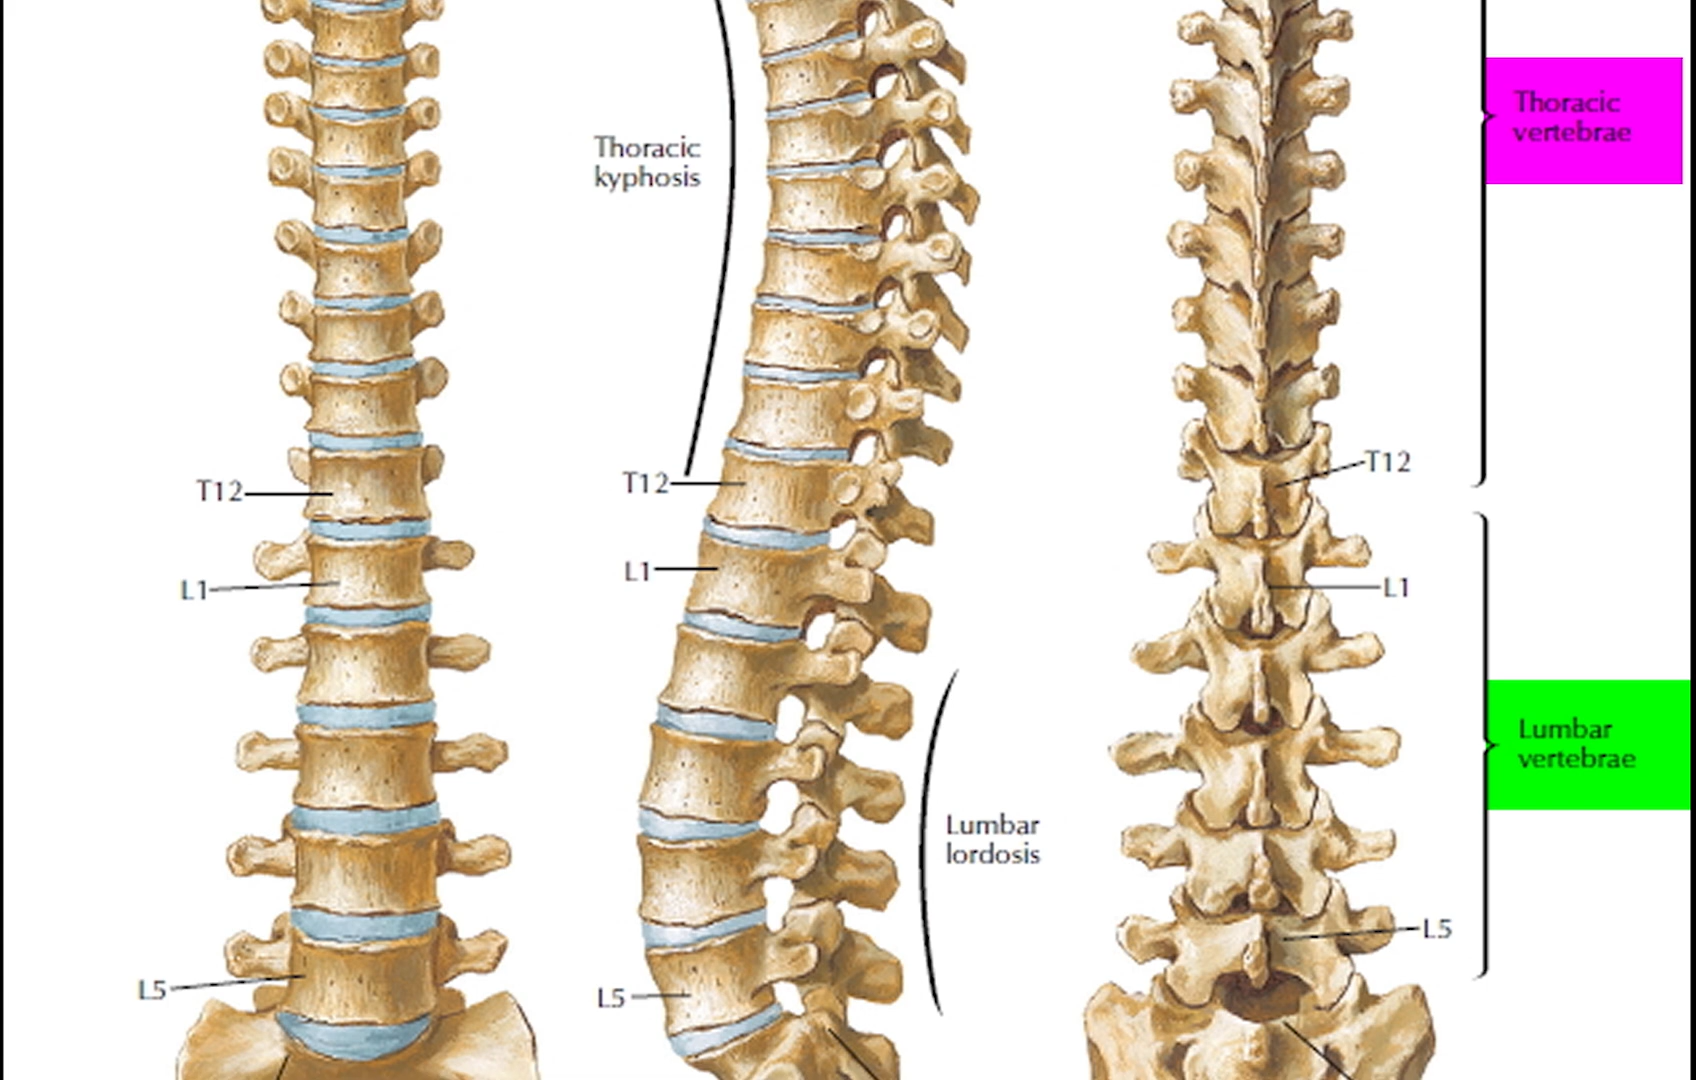 Thoracic
vertebrae
Thoracic
kyphosis
T12
T12
T12
L1
L1
L1
Lumbar
vertebrae
Lumbar
lordosis
L5
L5
L5